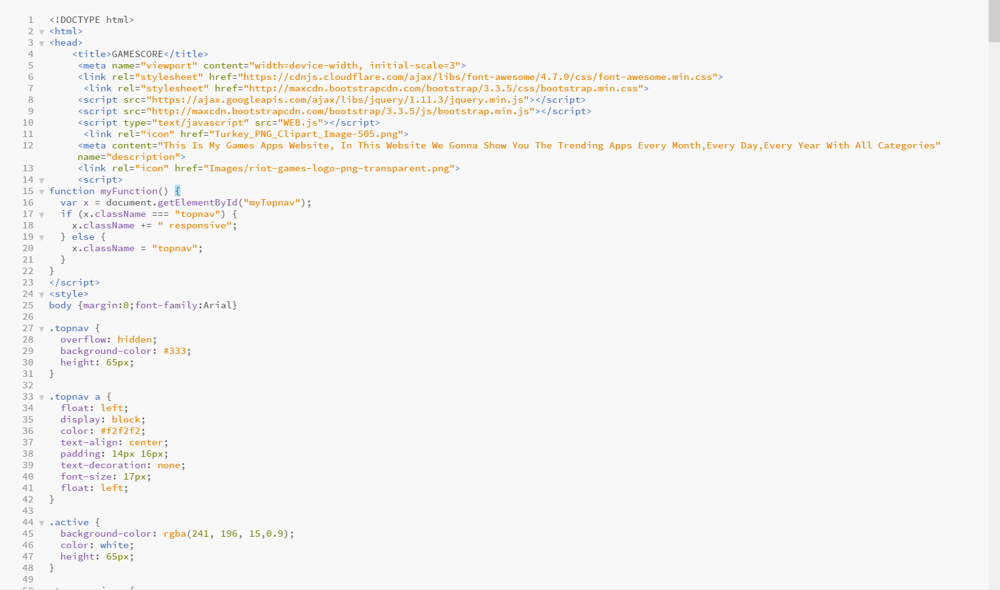 1 <!DOCTYPE html>
2 <html>
3 <head>
4 <title>GAMESCORE</title>
5 <meta name="viewport" content="width=device-width, initial-scale=3">
6 <link rel="stylesheet" href="https://cdnjs.cloudflare.com/ajax/libs/font-awesome/4.7.0/css/font-awesome.min.css">
7 <link rel="stylesheet" href="http://maxcdn.bootstrapcdn.com/bootstrap/3.3.5/css/bootstrap.min.css">
8 <script src="https://ajax.googleapis.com/ajax/libs/jquery/1.11.3/jquery.min.js"></script>
9 <script src="http://maxcdn.bootstrapcdn.com/bootstrap/3.3.5/js/bootstrap.min.js"></script>
10 <script type="text/javascript" src="WEB.js"></script>
11 <link rel="icon" href="Turkey_PNG_Clipart_Image-505.png">
12 <meta content="This Is My Games Apps Website, In This Website We Gonna Show You The Trending Apps Every Month,Every Day,Every Year With All Categories"
name="description">
13 <link rel="icon" href="Images/riot-games-logo-png-transparent.png">
14 <script>
15 function myFunction() {
16 var x = document.getElementById("myTopnav");
17 if (x.className === "topnav") {
18 x.className += " responsive";
19 } else {
20 x.className = "topnav";
21 }
22 }
23 </script>
24 <style>
25 body {margin:0;font-family:Arial}
26
27 .topnav {
28 overflow: hidden;
29 background-color: #333;
30 height: 65px;
31 }
32
33 .topnav a {
34 float: left;
35 display: block;
36 color: #f2f2f2;
37 text-align: center;
38 padding: 14px 16px;
39 text-decoration: none;
40 font-size: 17px;
41 float: left;
42 }
43
44 .active {
45 background-color: rgba(241, 196, 15,0.9);
46 color: white;
47 height: 65px;
48 }
49